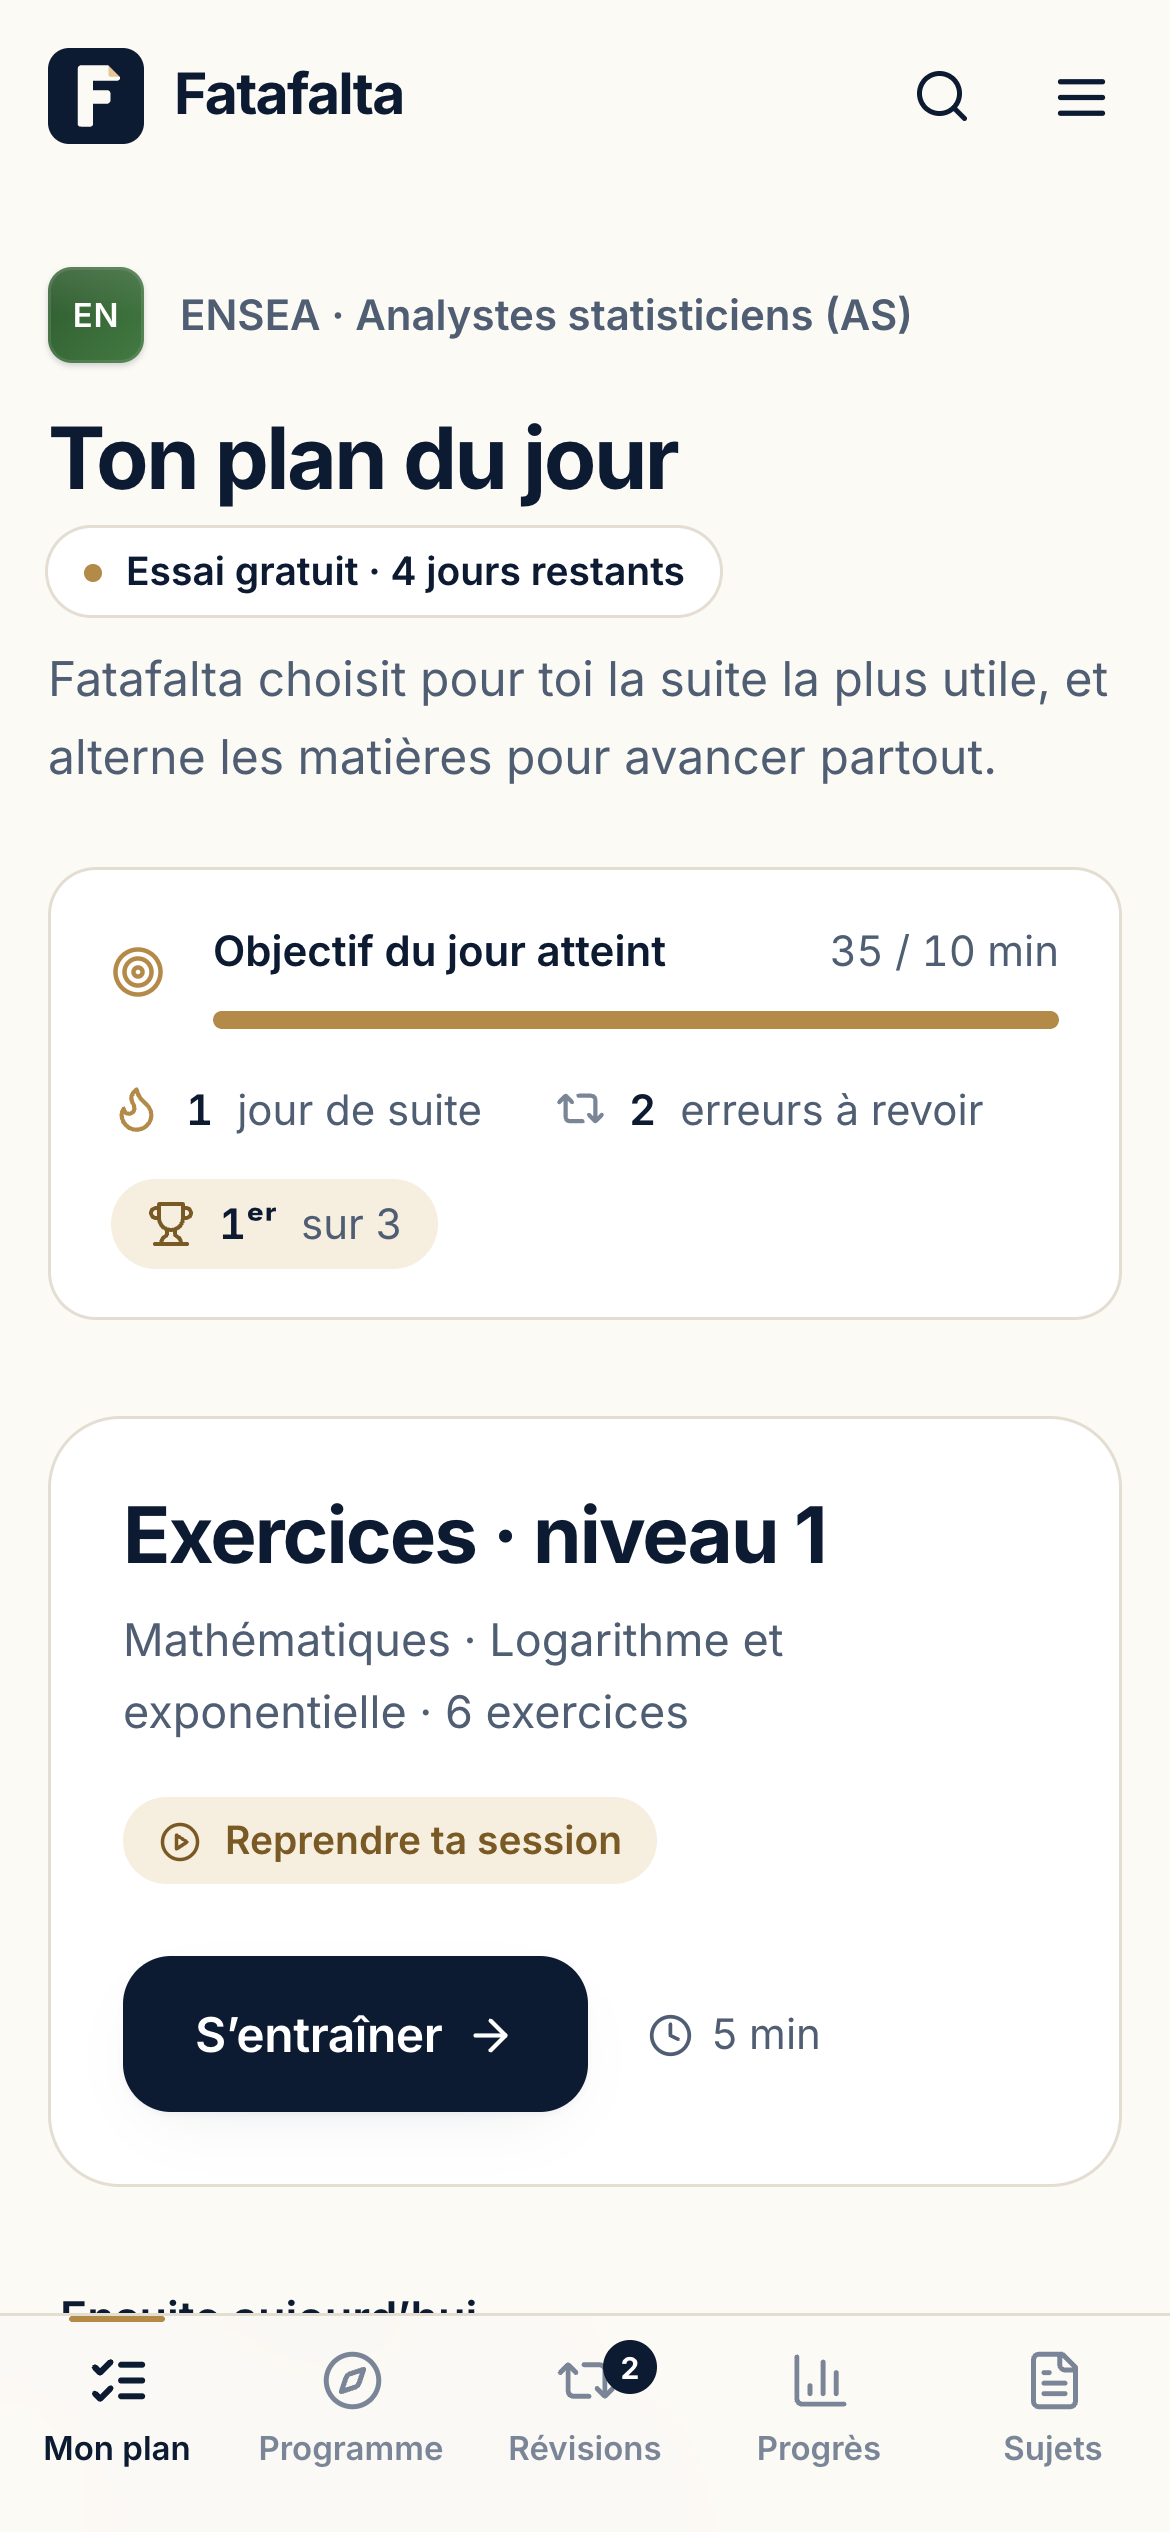 Fatafalta
EN
ENSEA · Analystes statisticiens (AS)
Ton plan du jour
Essai gratuit · 4 jours restants
Fatafalta choisit pour toi la suite la plus utile, et
alterne les matières pour avancer partout.
Objectif du jour atteint 35 / 10 min
1 jour de suite 2 erreurs à revoir
1er sur 3
Exercices · niveau 1
Mathématiques · Logarithme et
exponentielle · 6 exercices
Reprendre ta session
S’entraîner → 5 min
Ensuite aujourd’hui
2
Mon plan Programme Révisions Progrès Sujets